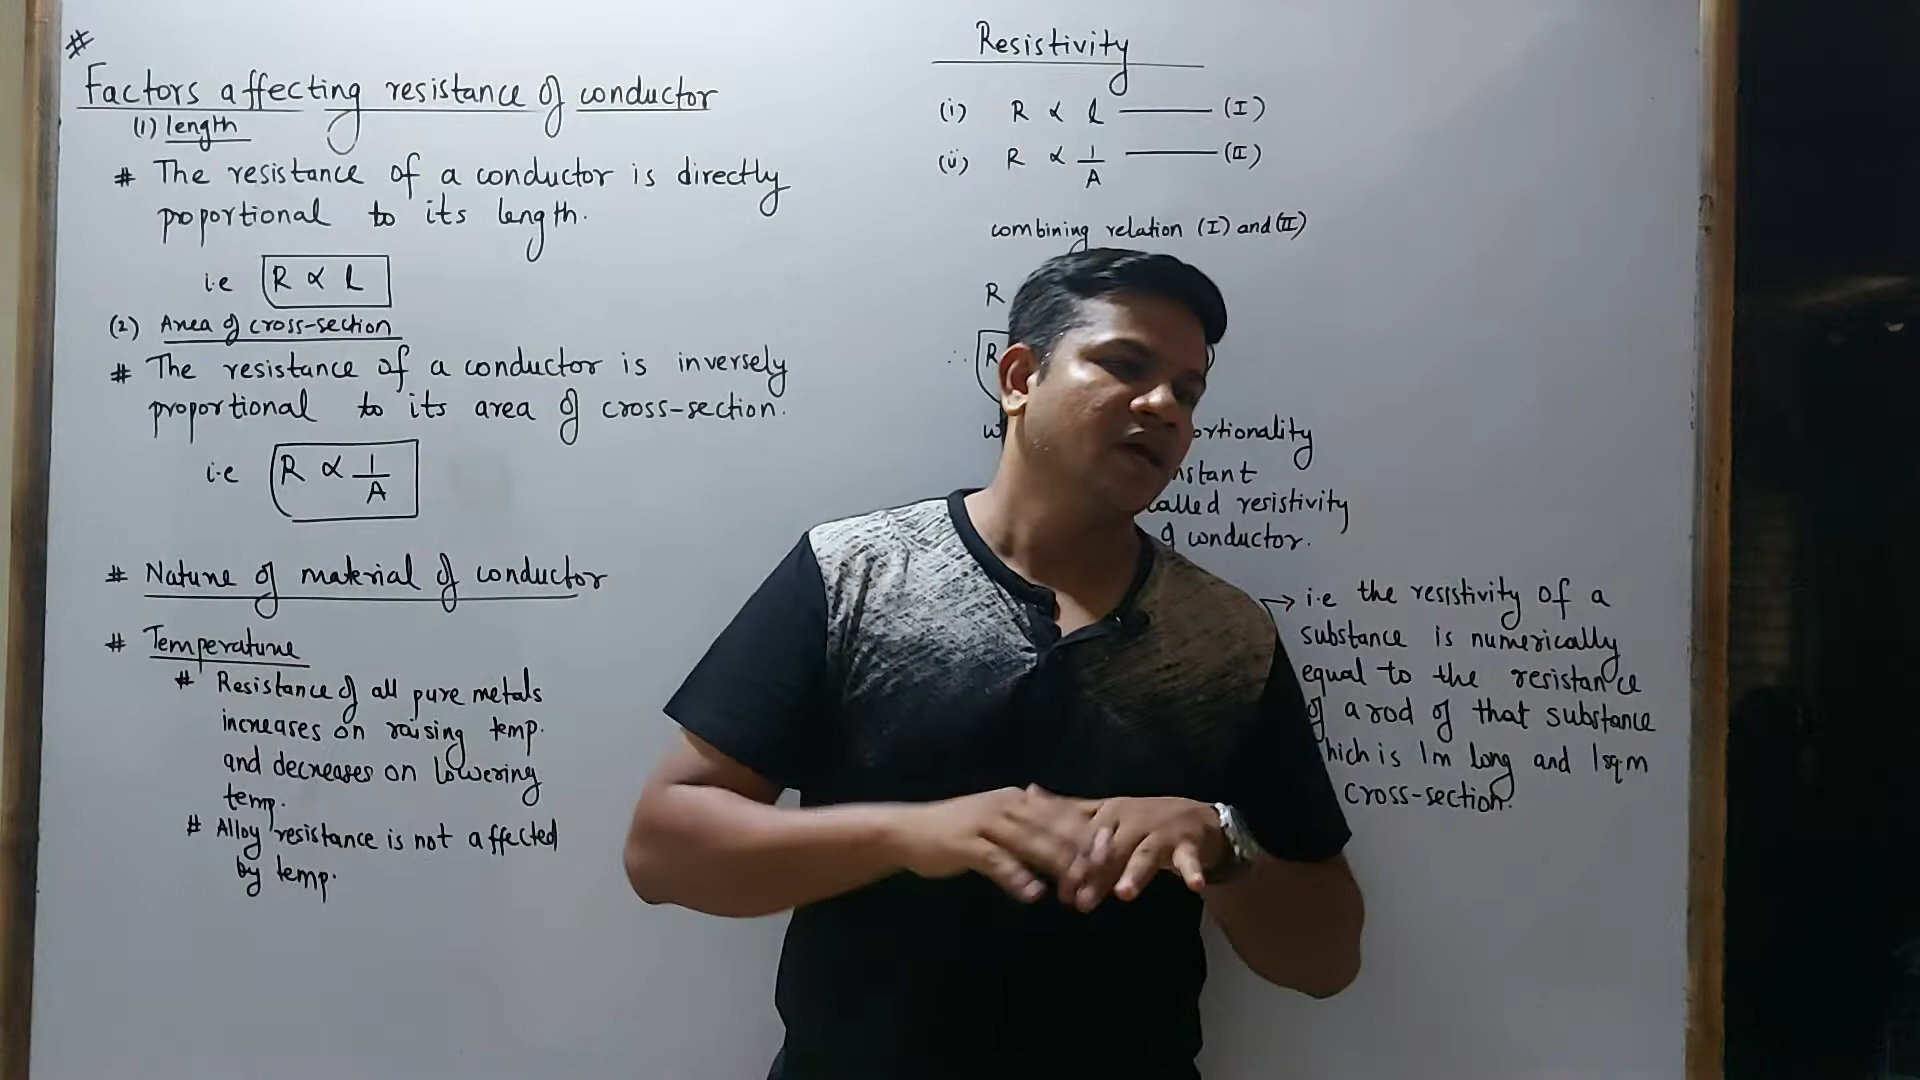 #
Factors affecting resistance of conductor
(1) length
# The resistance of a conductor is directly
proportional to its length.
i.e R ∝ l
(2) Area of cross-section
# The resistance of a conductor is inversely
proportional to its area of cross-section.
i.e R ∝ 1/A
# Nature of material of conductor
# Temperature
# Resistance of all pure metals
increases on raising temp.
and decreases on lowering
temp.
# Alloy resistance is not affected
by temp.
Resistivity
(i) R ∝ l —— (I)
(ii) R ∝ 1/A —— (II)
combining relation (I) and (II)
R
∴ R
called resistivity
of conductor.
→ i.e the resistivity of a
substance is numerically
equal to the resistance
of a rod of that substance
is 1m long and 1sqm
cross-section.